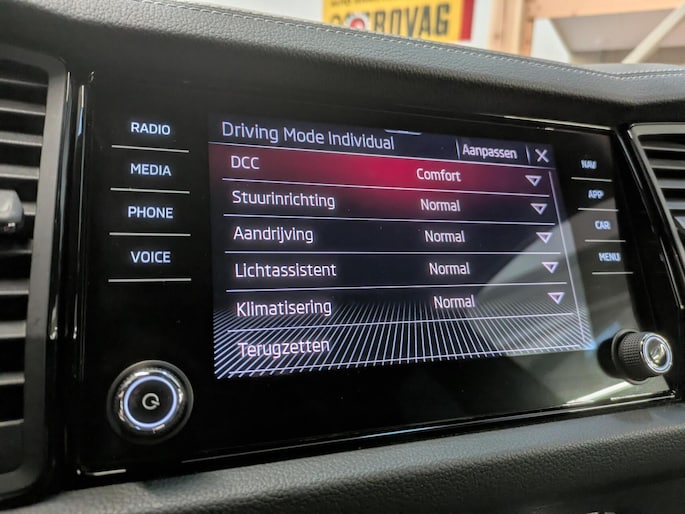 BOVAG
RADIO
MEDIA
PHONE
VOICE
Driving Mode Individual
Aanpassen
DCC Comfort
Stuurinrichting Normal
Aandrijving Normal
Lichtassistent Normal
Klimatisering Normal
Terugzetten
NAV
APP
CAR
MENU